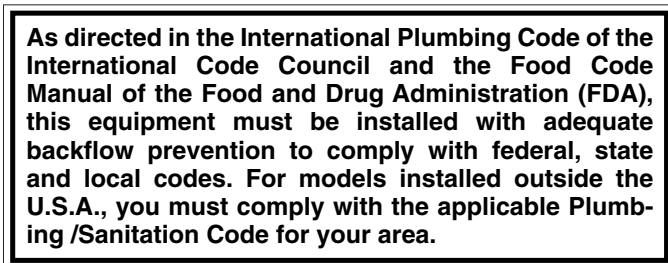 As directed in the International Plumbing Code of the
International Code Council and the Food Code
Manual of the Food and Drug Administration (FDA),
this equipment must be installed with adequate
backflow prevention to comply with federal, state
and local codes. For models installed outside the
U.S.A., you must comply with the applicable Plumb-
ing /Sanitation Code for your area.